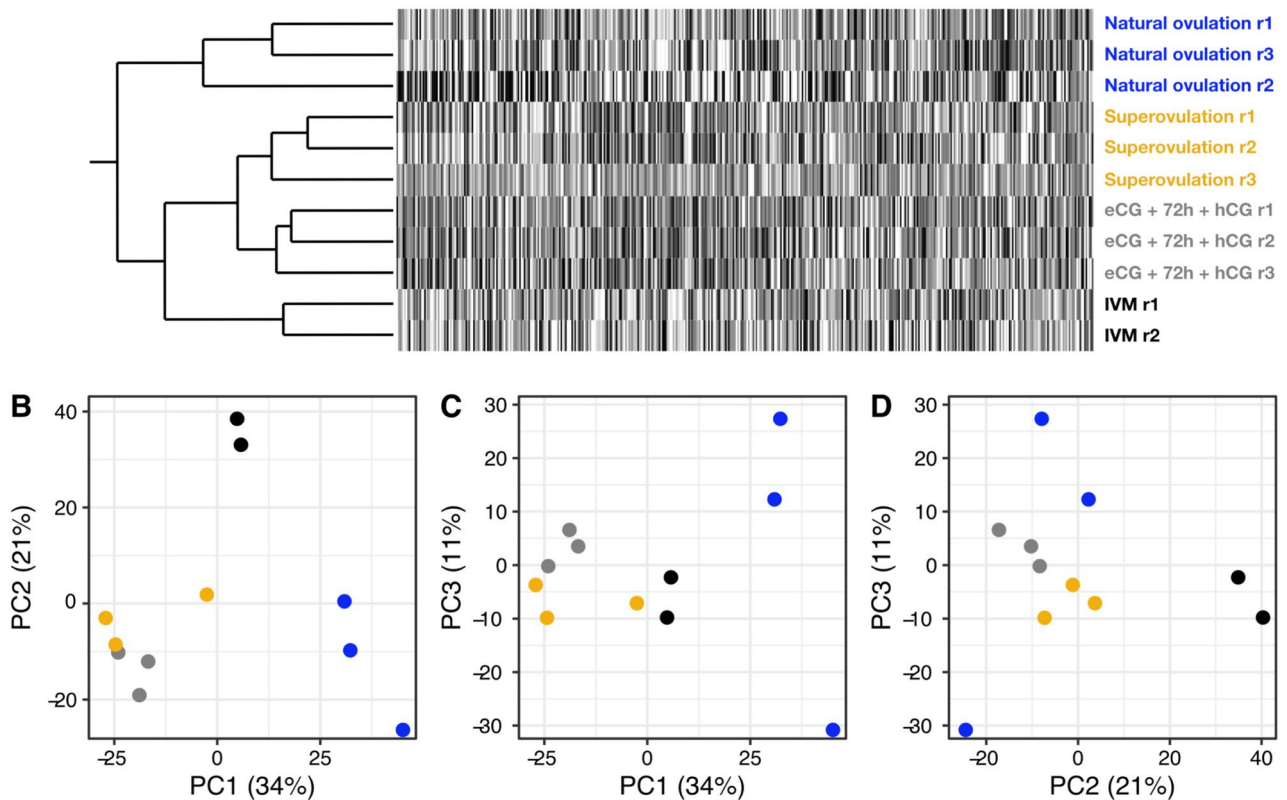 Natural ovulation r1
Natural ovulation r3
Natural ovulation r2
Superovulation r1
Superovulation r2
Superovulation r3
eCG + 72h + hCG r1
eCG + 72h + hCG r2
eCG + 72h + hCG r3
IVM r1
IVM r2
B
40
20
0
−20
PC2 (21%)
−25 0 25
PC1 (34%)
C
30
20
10
0
−10
−20
−30
PC3 (11%)
−25 0 25
PC1 (34%)
D
30
20
10
0
−10
−20
−30
PC3 (11%)
−20 0 20 40
PC2 (21%)